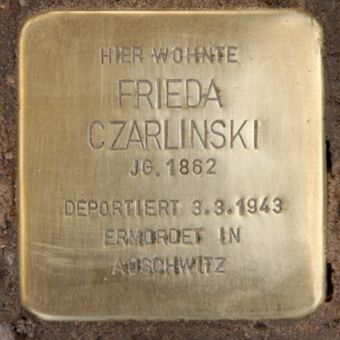 HIER WOHNTE
FRIEDA
CZARLINSKI
JG. 1862
DEPORTIERT 3.3.1943
ERMORDET IN
AUSCHWITZ